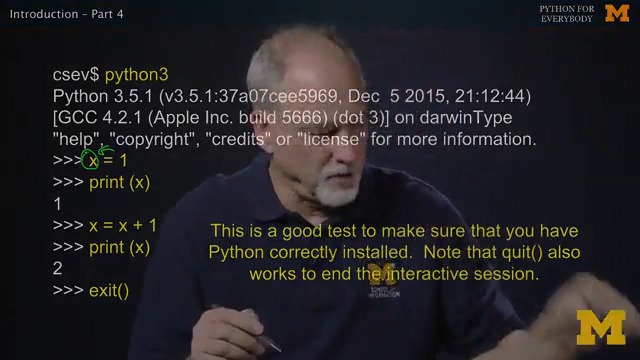 Introduction – Part 4
PYTHON FOR
EVERYBODY
csev$ python3
Python 3.5.1 (v3.5.1:37a07cee5969, Dec  5 2015, 21:12:44)
[GCC 4.2.1 (Apple Inc. build 5666) (dot 3)] on darwinType
"help", "copyright", "credits" or "license" for more information.
>>> x = 1
>>> print (x)
1
>>> x = x + 1
>>> print (x)
2
>>> exit()
This is a good test to make sure that you have
Python correctly installed.  Note that quit() also
works to end the interactive session.
M
SCHOOL OF
INFORMATION
M
M